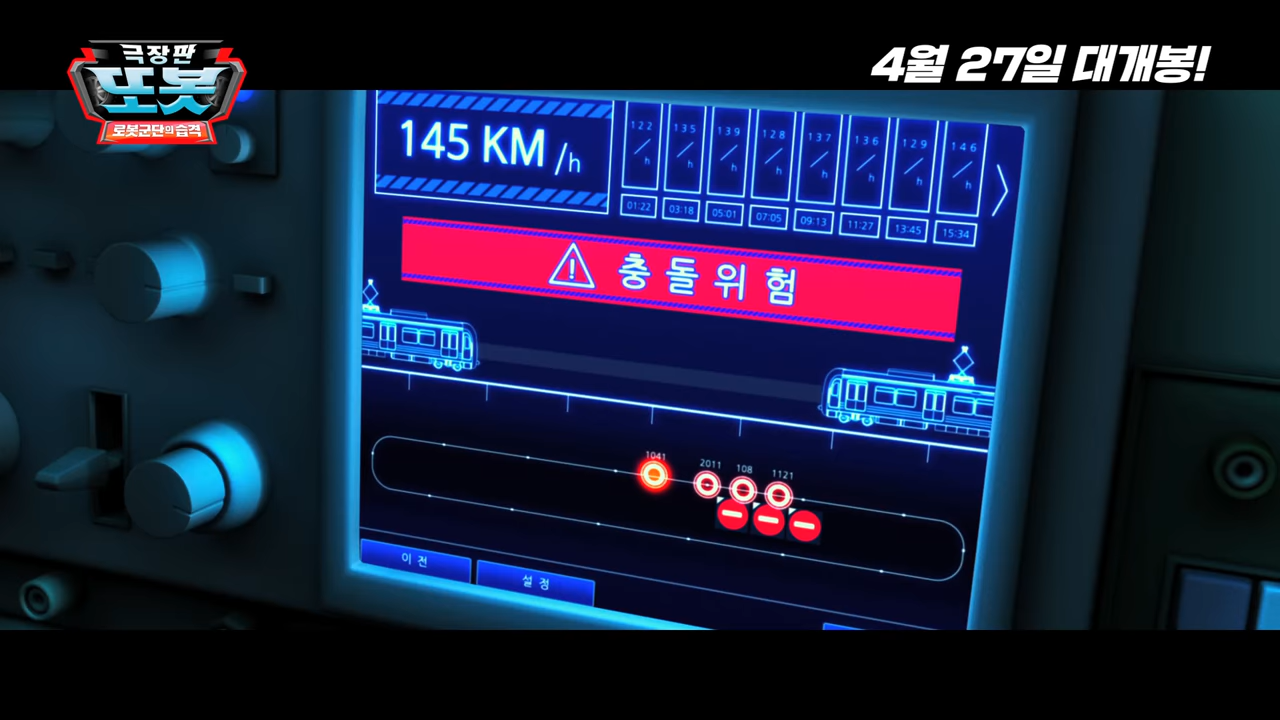 극장판
또봇
로봇군단의 습격
4월 27일 대개봉!
145 KM/h
122/h 135/h 139/h 128/h 137/h 136/h 129/h 146/h
01:22 03:18 05:01 07:05 09:13 11:27 13:45 15:34
충돌위험
1041 2011 108 1121
이전 설정